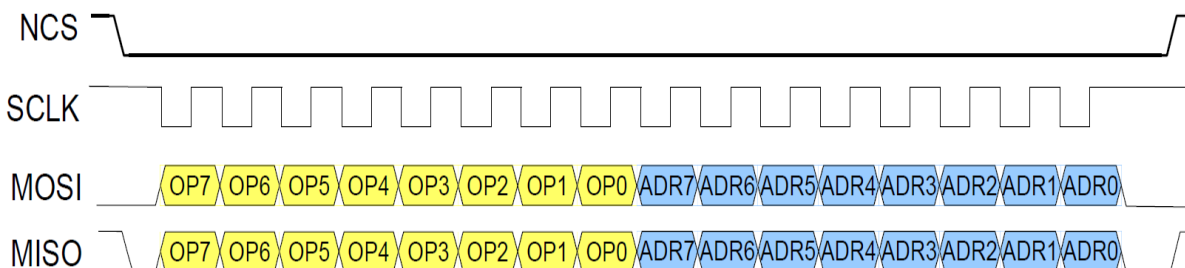 NCS
SCLK
MOSI OP7 OP6 OP5 OP4 OP3 OP2 OP1 OP0 ADR7 ADR6 ADR5 ADR4 ADR3 ADR2 ADR1 ADR0
MISO OP7 OP6 OP5 OP4 OP3 OP2 OP1 OP0 ADR7 ADR6 ADR5 ADR4 ADR3 ADR2 ADR1 ADR0